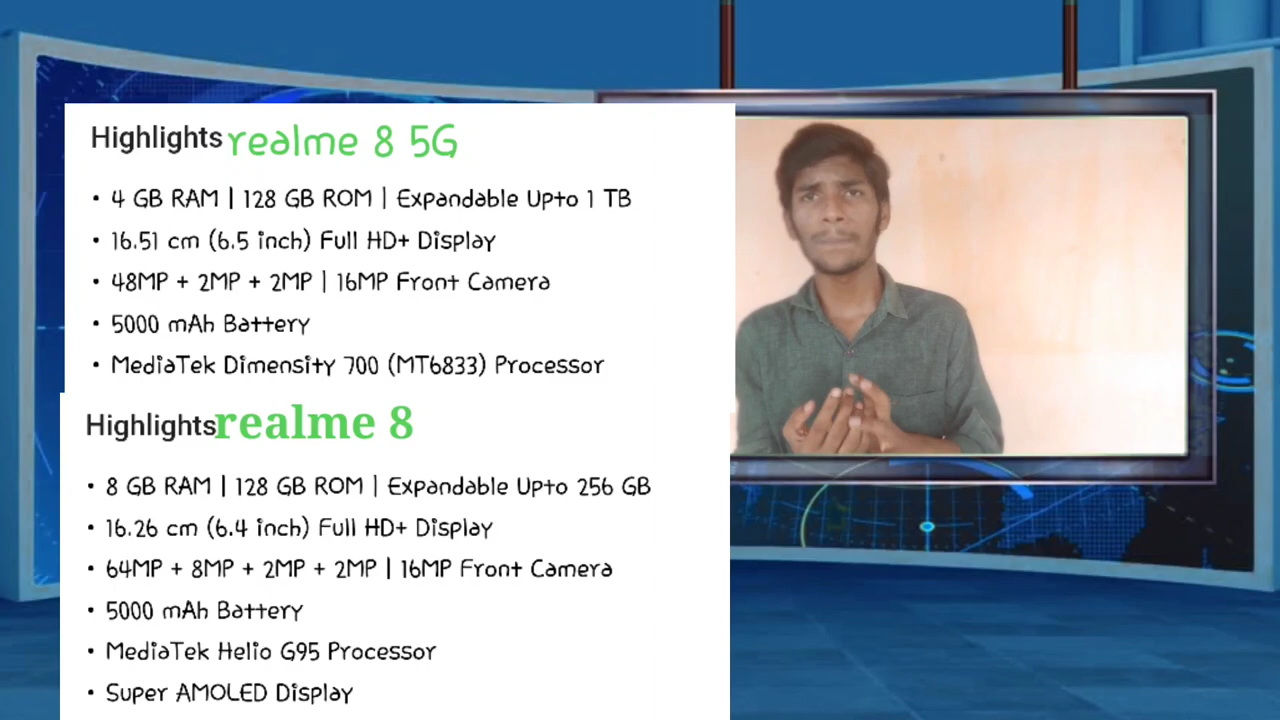 Highlights realme 8 5G
• 4 GB RAM | 128 GB ROM | Expandable Upto 1 TB
• 16.51 cm (6.5 inch) Full HD+ Display
• 48MP + 2MP + 2MP | 16MP Front Camera
• 5000 mAh Battery
• MediaTek Dimensity 700 (MT6833) Processor
Highlights realme 8
• 8 GB RAM | 128 GB ROM | Expandable Upto 256 GB
• 16.26 cm (6.4 inch) Full HD+ Display
• 64MP + 8MP + 2MP + 2MP | 16MP Front Camera
• 5000 mAh Battery
• MediaTek Helio G95 Processor
• Super AMOLED Display